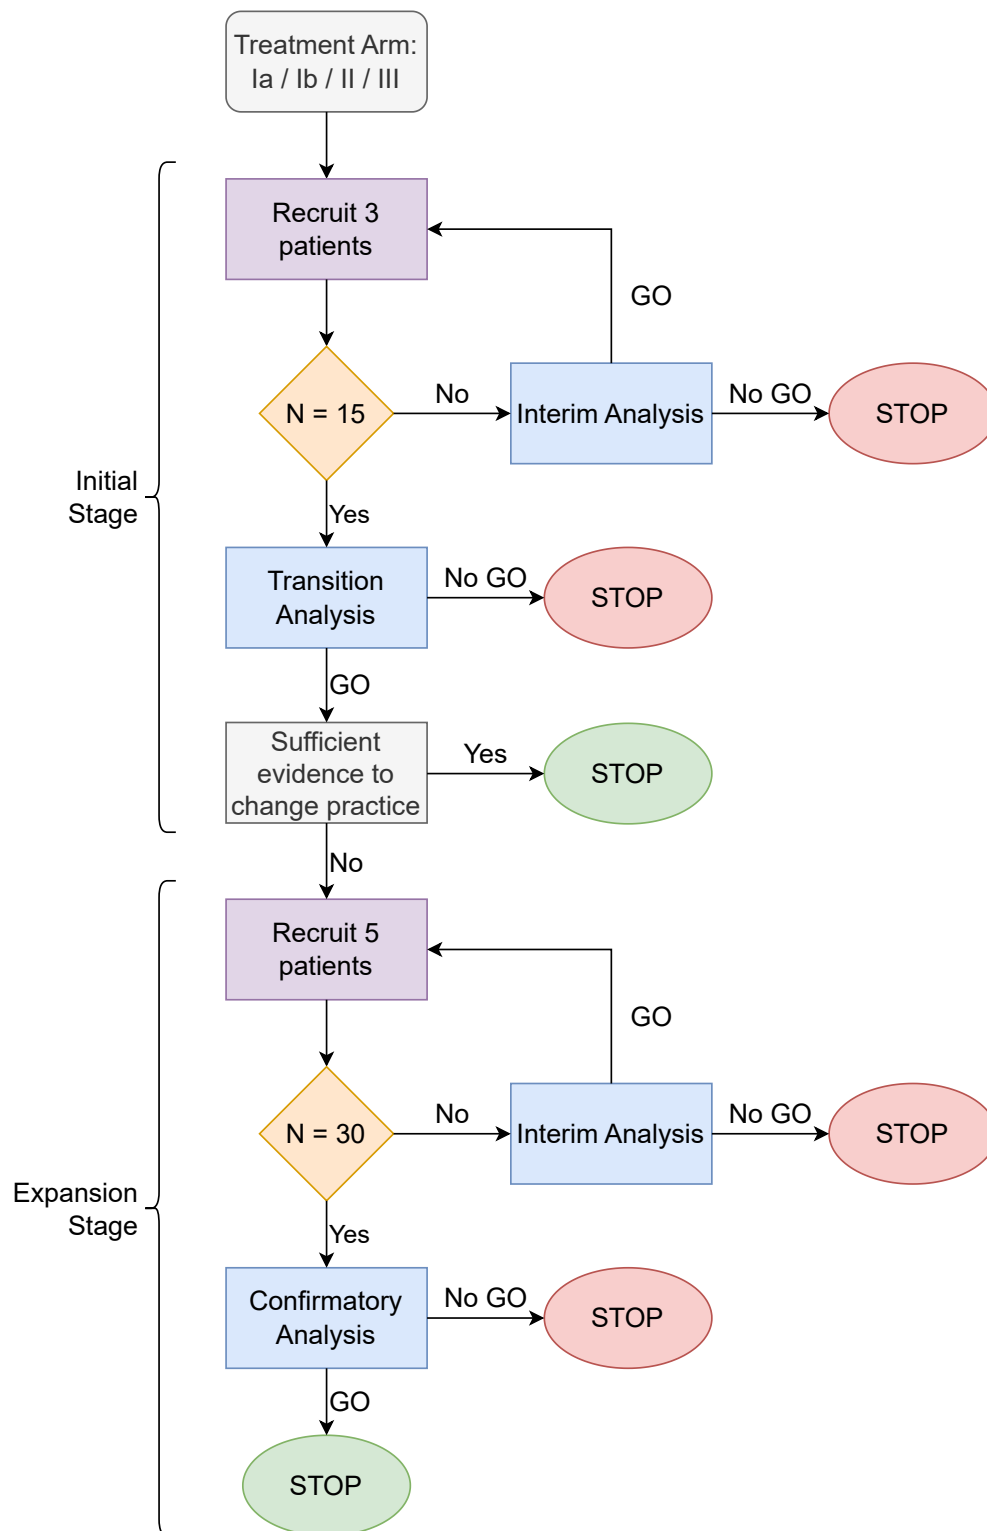 Treatment Arm:
Ia / Ib / II / III
Recruit 3
patients
GO
N = 15
No
Interim Analysis
No GO
STOP
Initial
Stage
Yes
Transition
Analysis
No GO
STOP
GO
Sufficient
evidence to
change practice
Yes
STOP
No
Recruit 5
patients
GO
N = 30
No
Interim Analysis
No GO
STOP
Expansion
Stage
Yes
Confirmatory
Analysis
No GO
STOP
GO
STOP